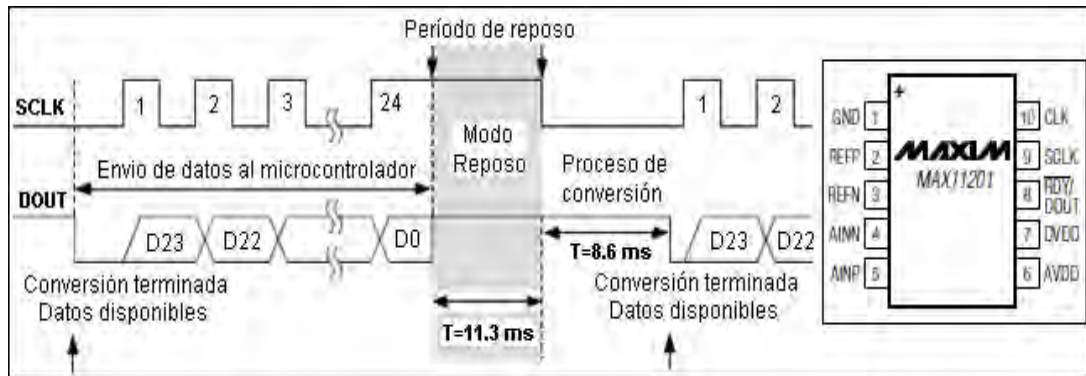 Período de reposo
SCLK
1 2 3 24
1 2
Modo
Reposo
Envio de datos al microcontrolador
Proceso de
conversión
DOUT
D23 D22 D0
D23 D22
T=8.6 ms
Conversión terminada
Datos disponibles
Conversión terminada
Datos disponibles
T=11.3 ms
+
GND 1
REFP 2
REFN 3
AINN 4
AINP 5
MAXIM
MAX11201
10 CLK
9 SCLK
8 RDY/
DOUT
7 DVDD
6 AVDD